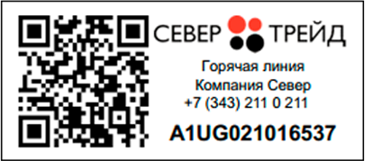 СЕВЕР ТРЕЙД
Горячая линия
Компания Север
+7 (343) 211 0 211
A1UG021016537